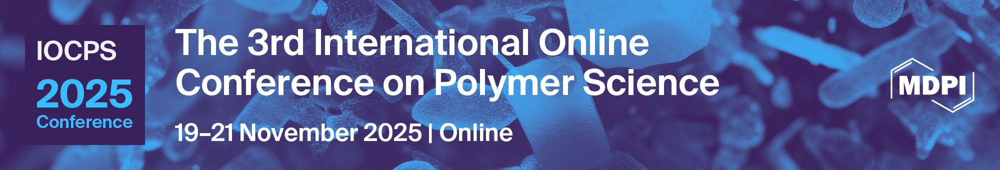 IOCPS
2025
Conference
The 3rd International Online
Conference on Polymer Science
19–21 November 2025 | Online
MDPI